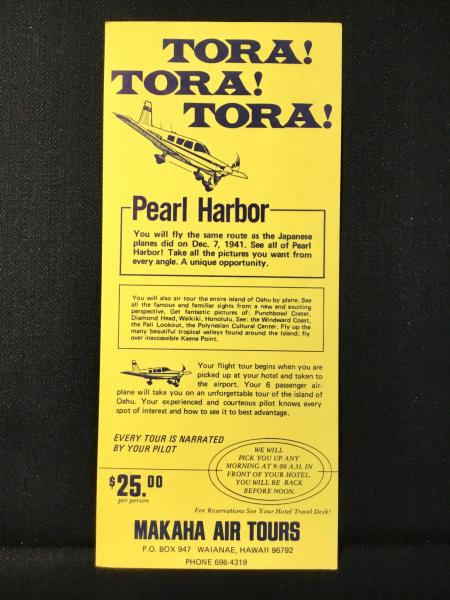 TORA!
TORA!
TORA!
Pearl Harbor
You will fly the same route as the Japanese
planes did on Dec. 7, 1941. See all of Pearl
Harbor! Take all the pictures you want from
every angle. A unique opportunity.
You will also air tour the entire island of Oahu by plane. See
all the famous and familiar sights from a new and exciting
perspective. Get fantastic pictures of: Punchbowl Crater,
Diamond Head, Waikiki, Honolulu, See: the Windward Coast,
the Pali Lookout, the Polynesian Cultural Center. Fly up the
many beautiful tropical valleys found around the Island; fly
over inaccessible Kaena Point.
Your flight tour begins when you are
picked up at your hotel and taken to
the airport. Your 6 passenger air-
plane will take you on an unforgettable tour of the island of
Oahu. Your experienced and courteous pilot knows every
spot of interest and how to see it to best advantage.
EVERY TOUR IS NARRATED
BY YOUR PILOT
WE WILL
PICK YOU UP ANY
MORNING AT 9:00 A.M. IN
FRONT OF YOUR HOTEL.
YOU WILL BE BACK
BEFORE NOON.
$25.00
per person
For Reservations See Your Hotel Travel Desk!
MAKAHA AIR TOURS
P.O. BOX 947 WAIANAE, HAWAII 96792
PHONE 696-4319